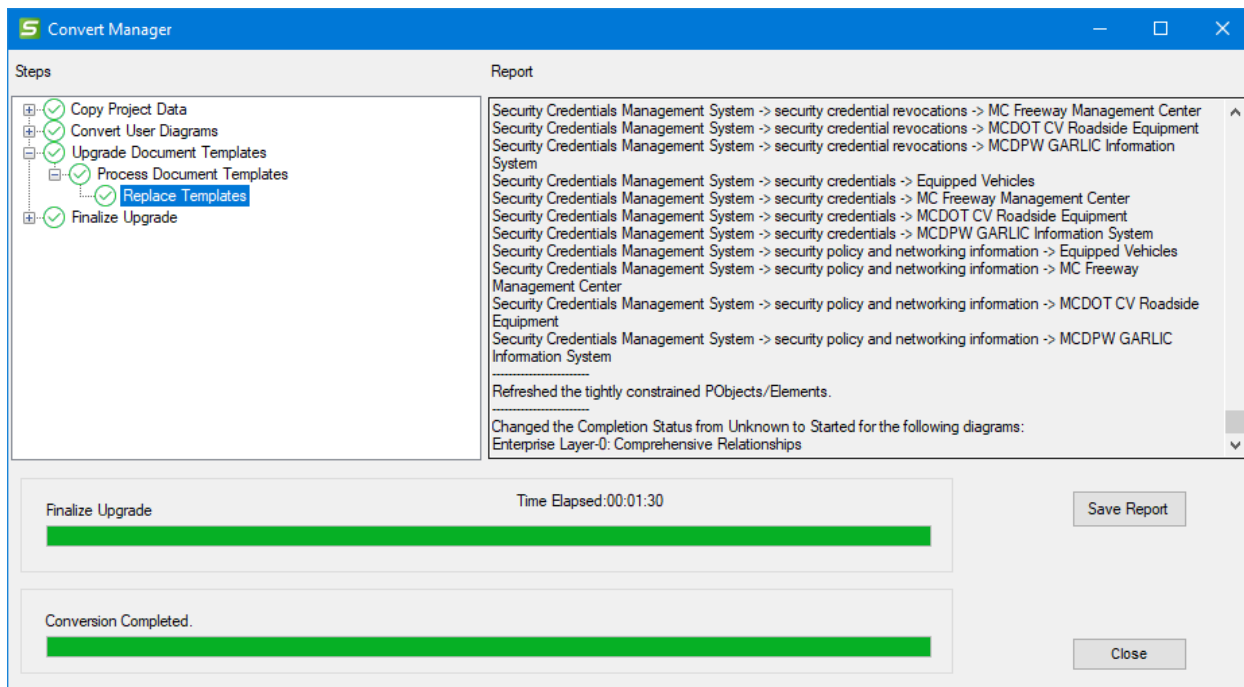 Convert Manager
Steps
Report
Copy Project Data
Convert User Diagrams
Upgrade Document Templates
Process Document Templates
Replace Templates
Finalize Upgrade
Security Credentials Management System -> security credential revocations -> MC Freeway Management Center
Security Credentials Management System -> security credential revocations -> MCDOT CV Roadside Equipment
Security Credentials Management System -> security credential revocations -> MCDPW GARLIC Information
System
Security Credentials Management System -> security credentials -> Equipped Vehicles
Security Credentials Management System -> security credentials -> MC Freeway Management Center
Security Credentials Management System -> security credentials -> MCDOT CV Roadside Equipment
Security Credentials Management System -> security credentials -> MCDPW GARLIC Information System
Security Credentials Management System -> security policy and networking information -> Equipped Vehicles
Security Credentials Management System -> security policy and networking information -> MC Freeway
Management Center
Security Credentials Management System -> security policy and networking information -> MCDOT CV Roadside
Equipment
Security Credentials Management System -> security policy and networking information -> MCDPW GARLIC
Information System
------------------------
Refreshed the tightly constrained PObjects/Elements.
------------------------
Changed the Completion Status from Unknown to Started for the following diagrams:
Enterprise Layer-0: Comprehensive Relationships
Finalize Upgrade
Time Elapsed:00:01:30
Save Report
Conversion Completed.
Close